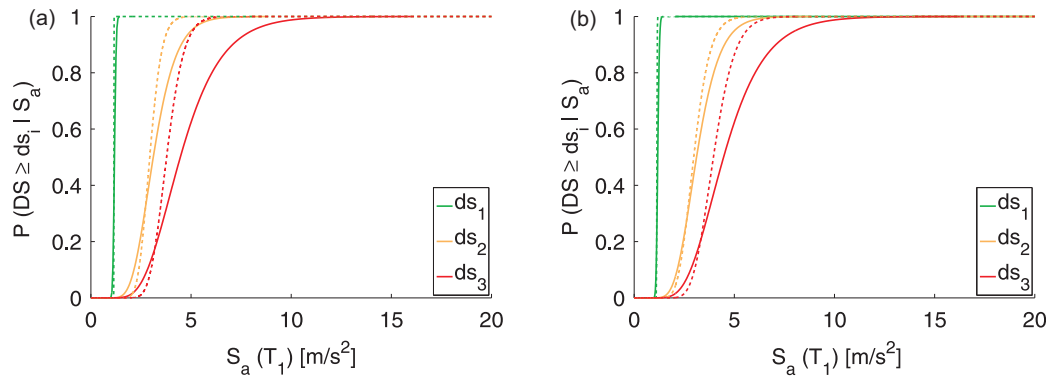 (a)
P (DS ≥ ds_i | S_a)
1
0.8
0.6
0.4
0.2
0
0 5 10 15 20
S_a (T_1) [m/s^2]
ds_1
ds_2
ds_3
(b)
P (DS ≥ ds_i | S_a)
1
0.8
0.6
0.4
0.2
0
0 5 10 15 20
S_a (T_1) [m/s^2]
ds_1
ds_2
ds_3